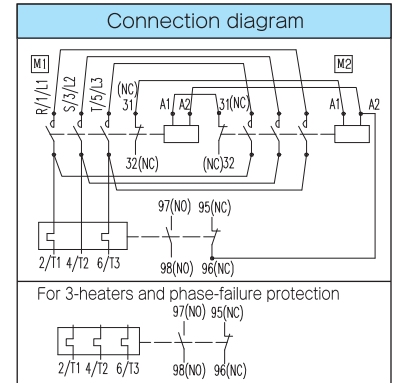 Connection diagram
M1
M2
R/1/L1
S/3/L2
T/5/L3
(NC)
31
A1
A2
31(NC)
A1
A2
32(NC)
(NC)32
97(NO)
95(NC)
2/T1
4/T2
6/T3
98(NO)
96(NC)
For 3-heaters and phase-failure protection
97(NO)
95(NC)
2/T1
4/T2
6/T3
98(NO)
96(NC)